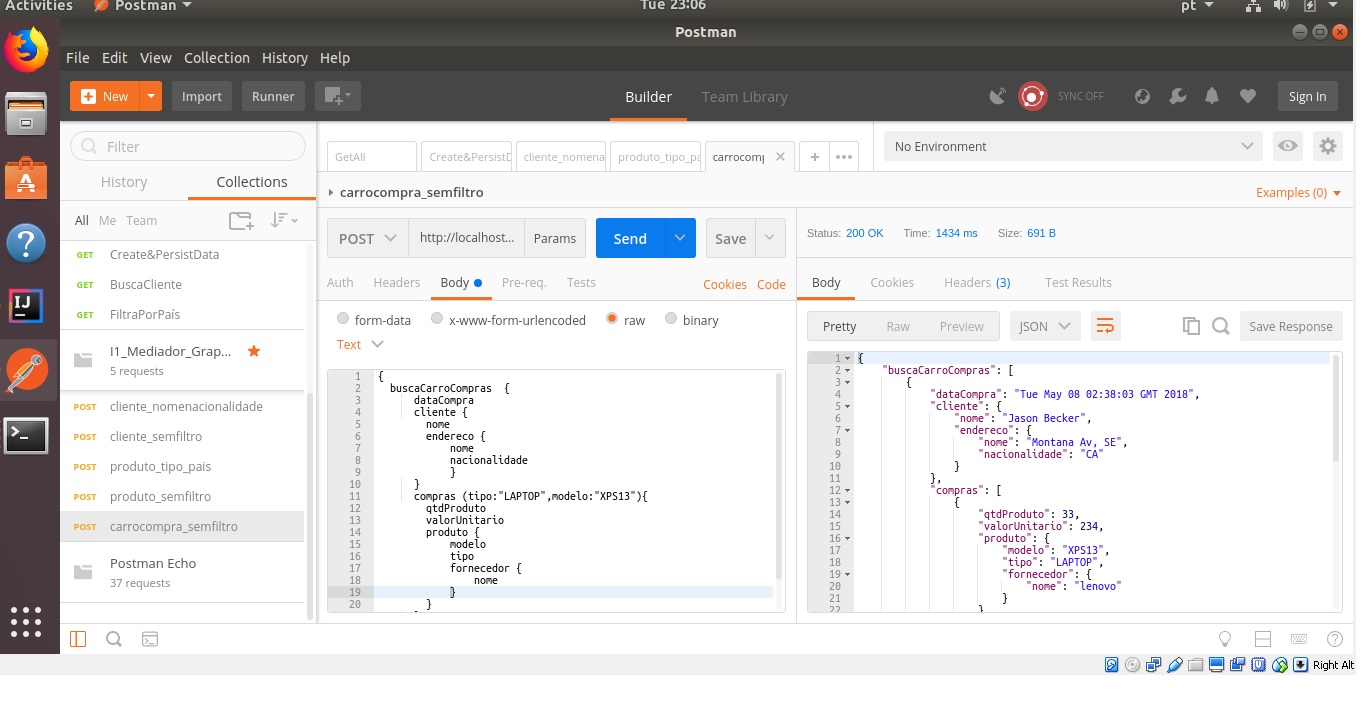 Activities Postman Tue 23:06 pt
Postman
File Edit View Collection History Help
New Import Runner Builder Team Library SYNC OFF Sign In
Filter
History Collections
All Me Team
GET Create&PersistData
GET BuscaCliente
GET FiltraPorPaís
I1_Mediador_Grap...
5 requests
POST cliente_nomenacionalidade
POST cliente_semfiltro
POST produto_tipo_pais
POST produto_semfiltro
POST carrocompra_semfiltro
Postman Echo
37 requests
GetAll Create&PersistD cliente_nomena produto_tipo_pa carrocomp + •••
No Environment
carrocompra_semfiltro Examples (0)
POST http://localhost... Params Send Save
Auth Headers Body Pre-req. Tests Cookies Code
form-data x-www-form-urlencoded raw binary
Text
1 {
2 buscaCarroCompras {
3 dataCompra
4 cliente {
5 nome
6 endereco {
7 nome
8 nacionalidade
9 }
10 }
11 compras (tipo:"LAPTOP",modelo:"XPS13"){
12 qtdProduto
13 valorUnitario
14 produto {
15 modelo
16 tipo
17 fornecedor {
18 nome
19 }
20 }
Status: 200 OK Time: 1434 ms Size: 691 B
Body Cookies Headers (3) Test Results
Pretty Raw Preview JSON Save Response
1 {
2 "buscaCarroCompras": [
3 {
4 "dataCompra": "Tue May 08 02:38:03 GMT 2018",
5 "cliente": {
6 "nome": "Jason Becker",
7 "endereco": {
8 "nome": "Montana Av, SE",
9 "nacionalidade": "CA"
10 }
11 },
12 "compras": [
13 {
14 "qtdProduto": 33,
15 "valorUnitario": 234,
16 "produto": {
17 "modelo": "XPS13",
18 "tipo": "LAPTOP",
19 "fornecedor": {
20 "nome": "lenovo"
21 }
22 }
Right Alt